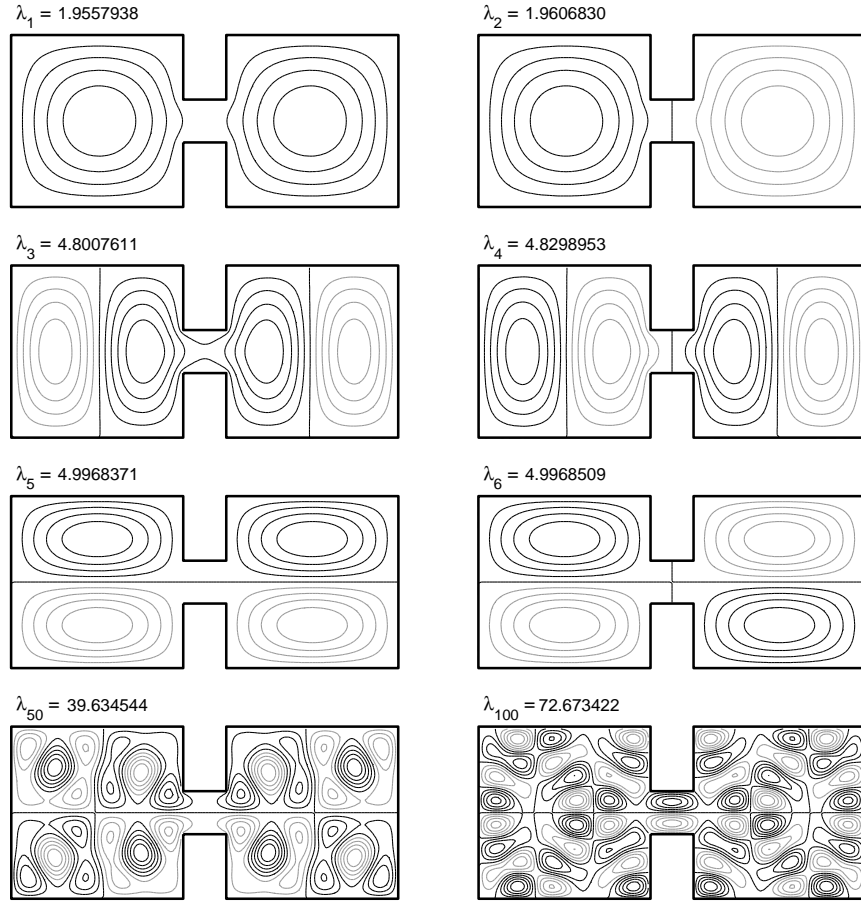 λ1 = 1.9557938
λ2 = 1.9606830
λ3 = 4.8007611
λ4 = 4.8298953
λ5 = 4.9968371
λ6 = 4.9968509
λ50 = 39.634544
λ100 = 72.673422